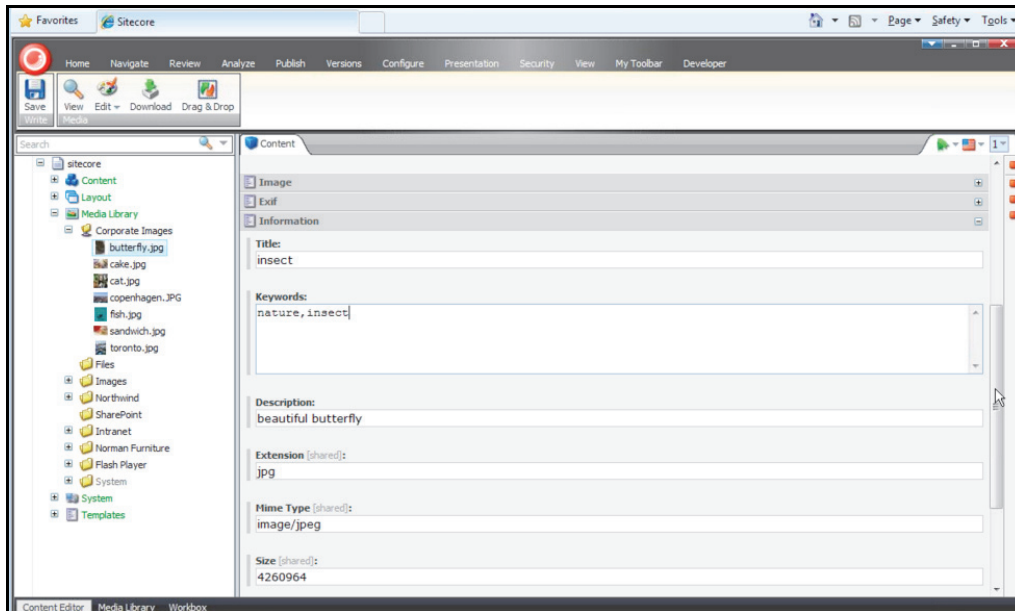 Favorites Sitecore Page Safety Tools
Home Navigate Review Analyze Publish Versions Configure Presentation Security View My Toolbar Developer
Save View Edit Download Drag & Drop
Write Media
Search Content 1
sitecore
Content
Layout
Media Library
Corporate Images
butterfly.jpg
cake.jpg
cat.jpg
copenhagen.JPG
fish.jpg
sandwich.jpg
toronto.jpg
Files
Images
Northwind
SharePoint
Intranet
Norman Furniture
Flash Player
System
System
Templates
Image
Exif
Information
Title:
insect
Keywords:
nature,insect
Description:
beautiful butterfly
Extension [shared]:
jpg
Mime Type [shared]:
image/jpeg
Size [shared]:
4260964
Content Editor Media Library Workbox